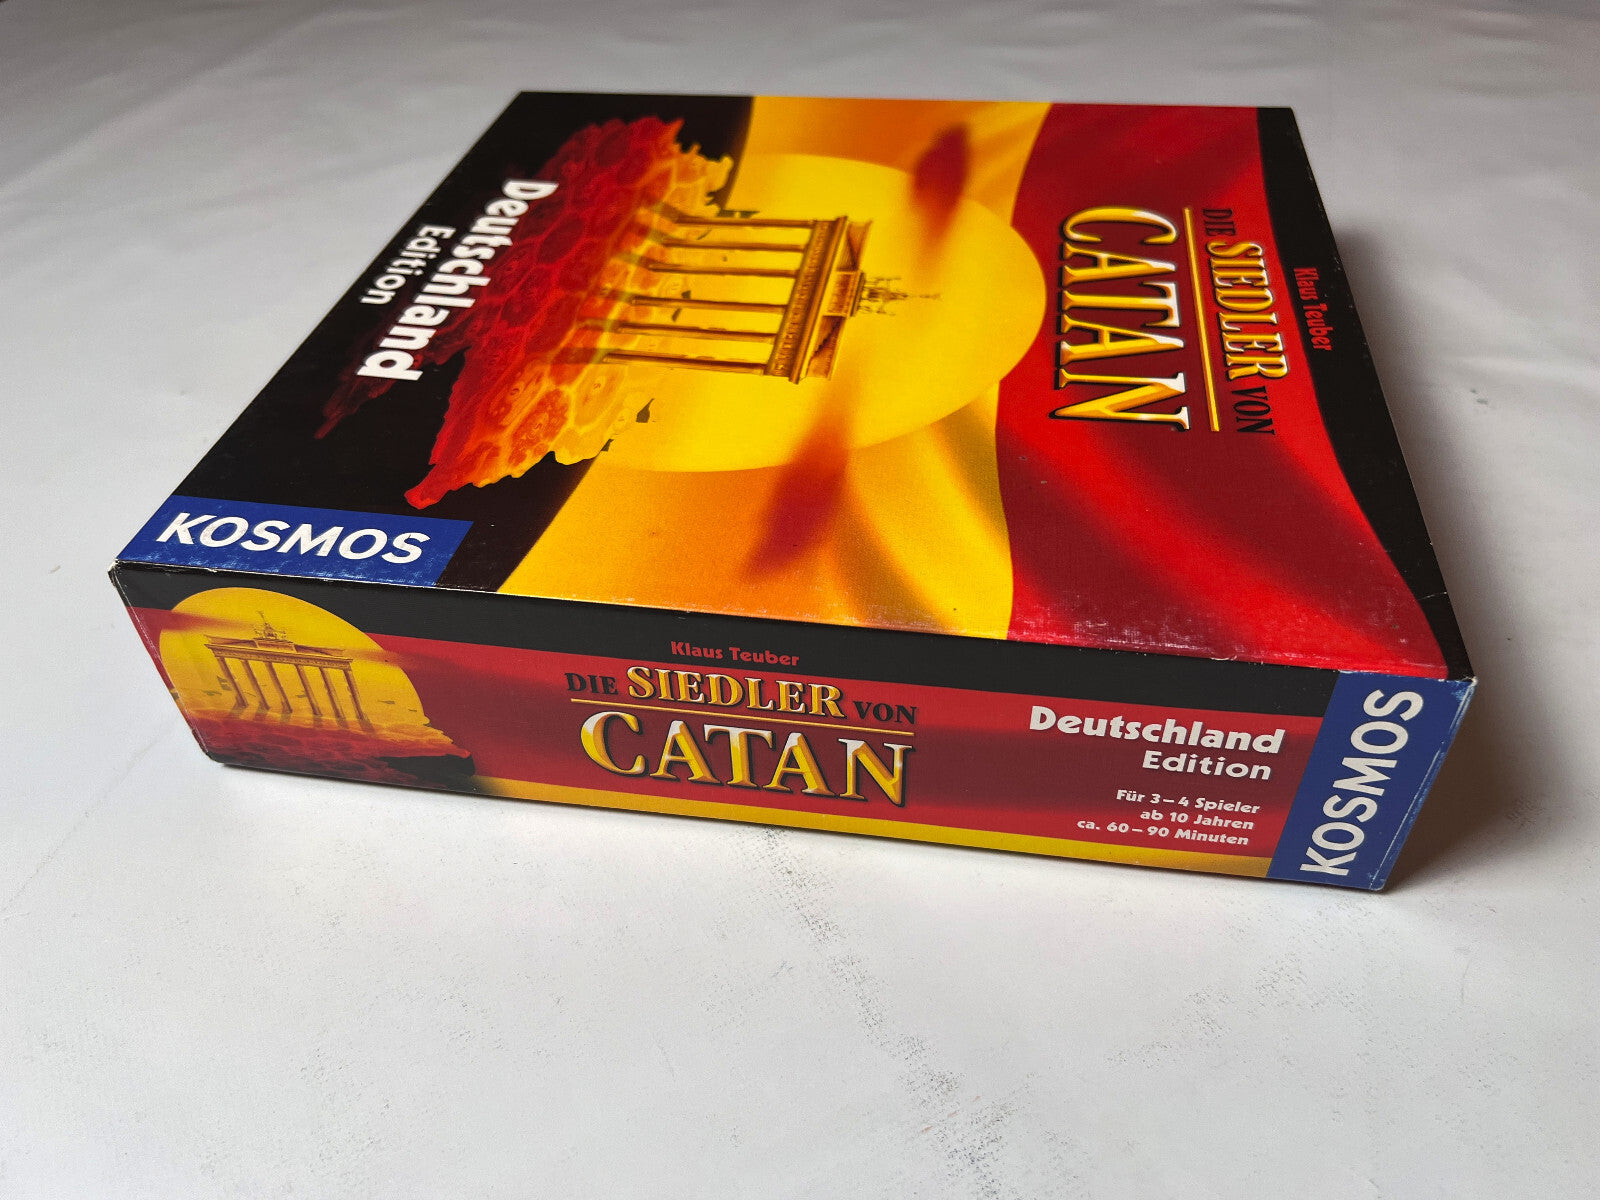 Klaus Teuber
DIE SIEDLER VON
CATAN
Deutschland
Edition
KOSMOS
Klaus Teuber
DIE SIEDLER VON
CATAN
Deutschland
Edition
Für 3–4 Spieler
ab 10 Jahren
ca. 60–90 Minuten
KOSMOS